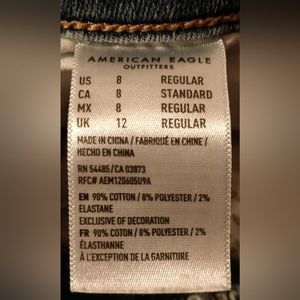 AMERICAN EAGLE
OUTFITTERS
US 8 REGULAR
CA 8 STANDARD
MX 8 REGULAR
UK 12 REGULAR
MADE IN CHINA / FABRIQUÉ EN CHINE /
HECHO EN CHINA
RN 54485/CA 03873
RFC# AEM120605U9A
EN 90% COTTON / 8% POLYESTER / 2%
ELASTANE
EXCLUSIVE OF DECORATION
FR 90% COTON / 8% POLYESTER / 2%
ÉLASTHANNE
À L'EXCEPTION DE LA GARNITURE